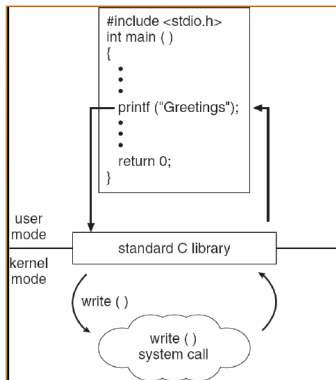 #include <stdio.h>
int main ( )
{
•
•
•
printf ("Greetings");
•
•
•
return 0;
}
user
mode
standard C library
kernel
mode
write ( )
write ( )
system call